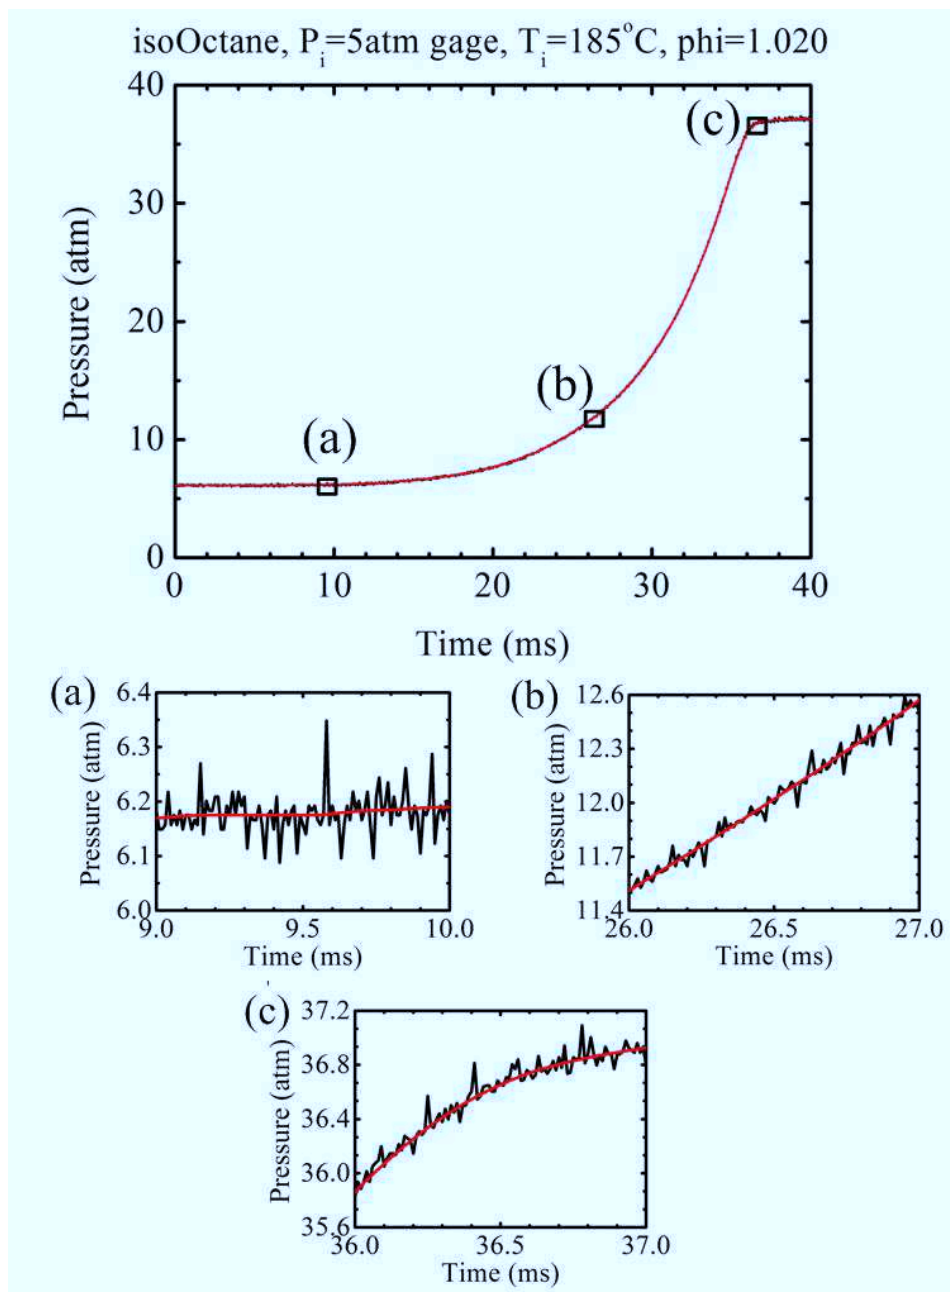 isoOctane, Pi=5atm gage, Ti=185oC, phi=1.020
40
30
20
10
0
Pressure (atm)
(a)
(b)
(c)
0 10 20 30 40
Time (ms)
(a)
6.4
6.3
6.2
6.1
6.0
Pressure (atm)
9.0 9.5 10.0
Time (ms)
(b)
12.6
12.3
12.0
11.7
11.4
Pressure (atm)
26.0 26.5 27.0
Time (ms)
(c)
37.2
36.8
36.4
36.0
35.6
Pressure (atm)
36.0 36.5 37.0
Time (ms)